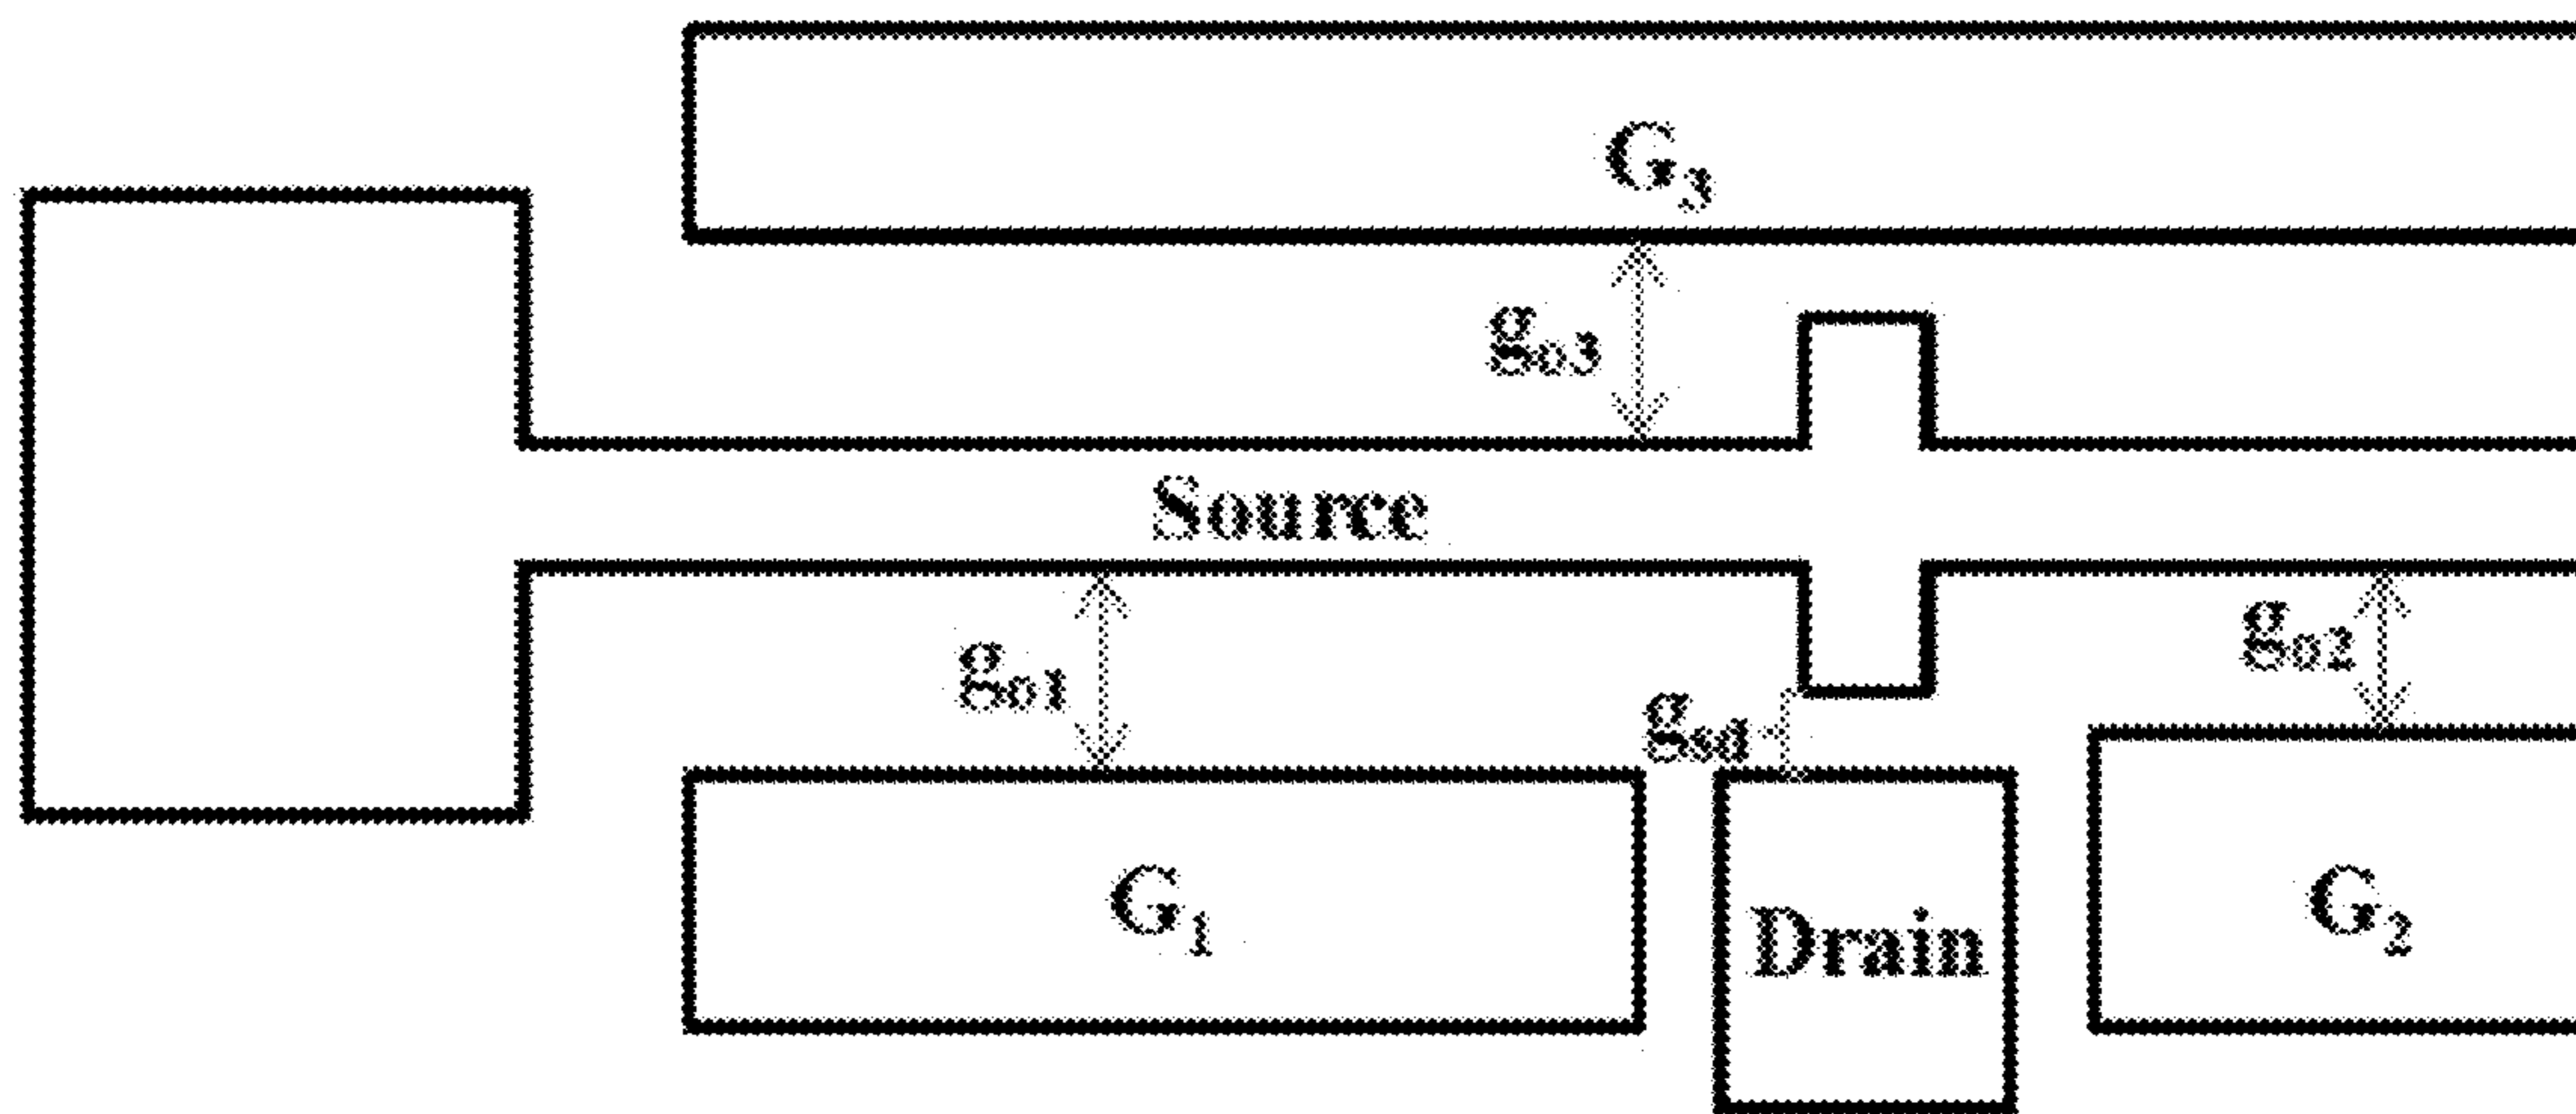 G₃
gₒ₃
Source
gₒ₁
gₒ₂
gsd
G₁
Drain
G₂